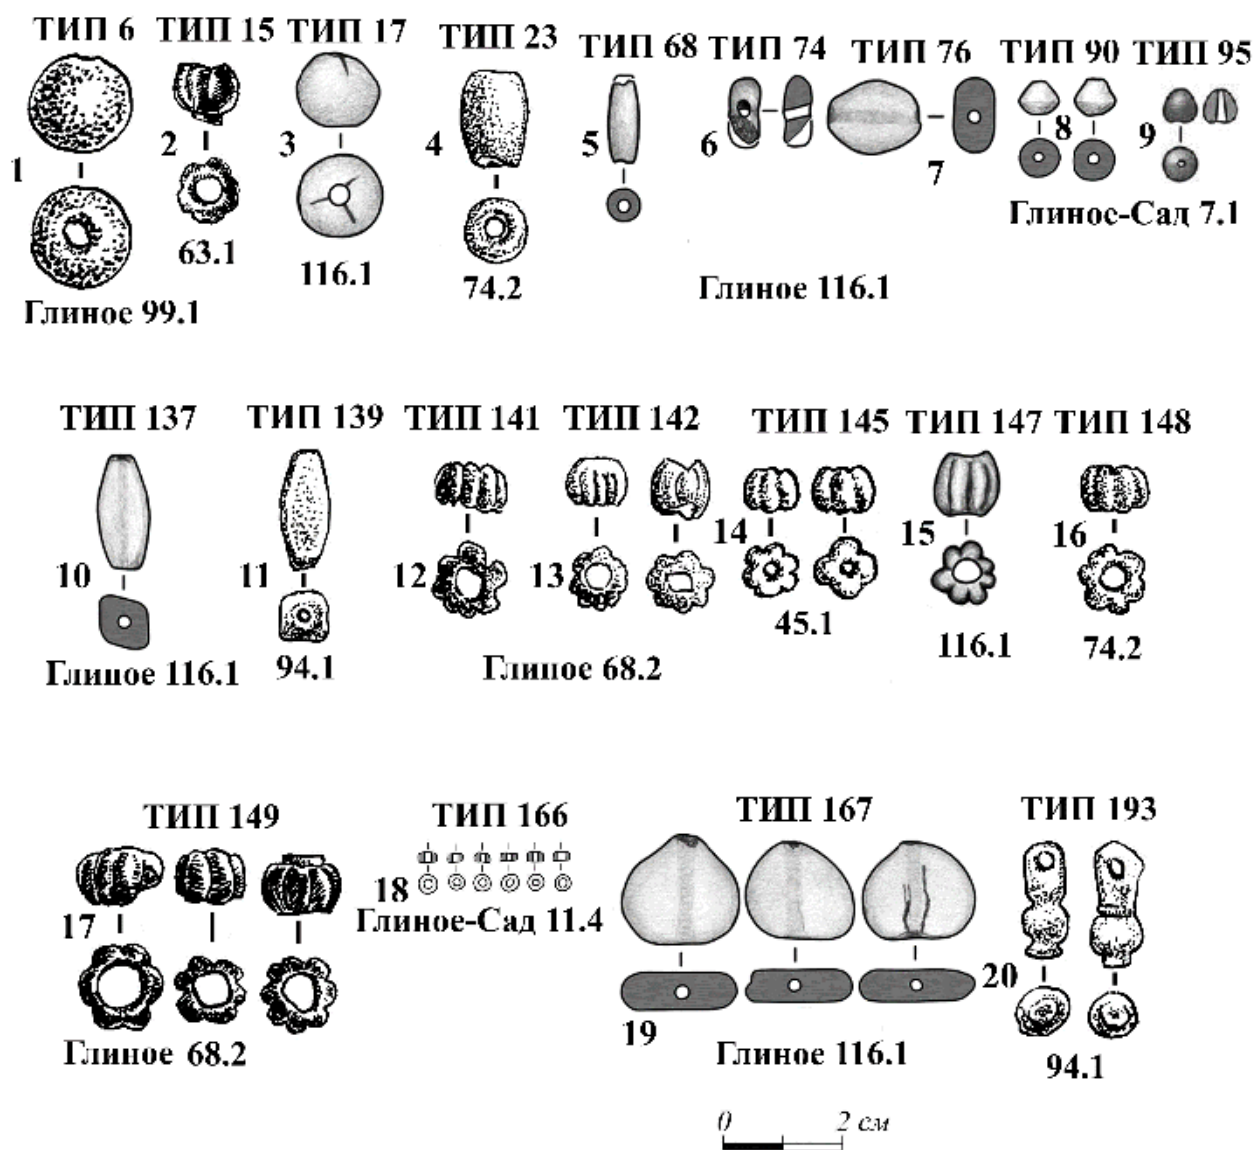 ТИП 6 ТИП 15 ТИП 17 ТИП 23 ТИП 68 ТИП 74 ТИП 76 ТИП 90 ТИП 95
1 2 3 4 5 6 7 8 9
63.1 116.1 74.2 Глиное-Сад 7.1
Глиное 99.1 Глиное 116.1
ТИП 137 ТИП 139 ТИП 141 ТИП 142 ТИП 145 ТИП 147 ТИП 148
10 11 12 13 14 15 16
Глиное 116.1 94.1 Глиное 68.2 45.1 116.1 74.2
ТИП 149 ТИП 166 ТИП 167 ТИП 193
17 18 19 20
Глиное 68.2 Глиное-Сад 11.4 Глиное 116.1 94.1
0 2 см